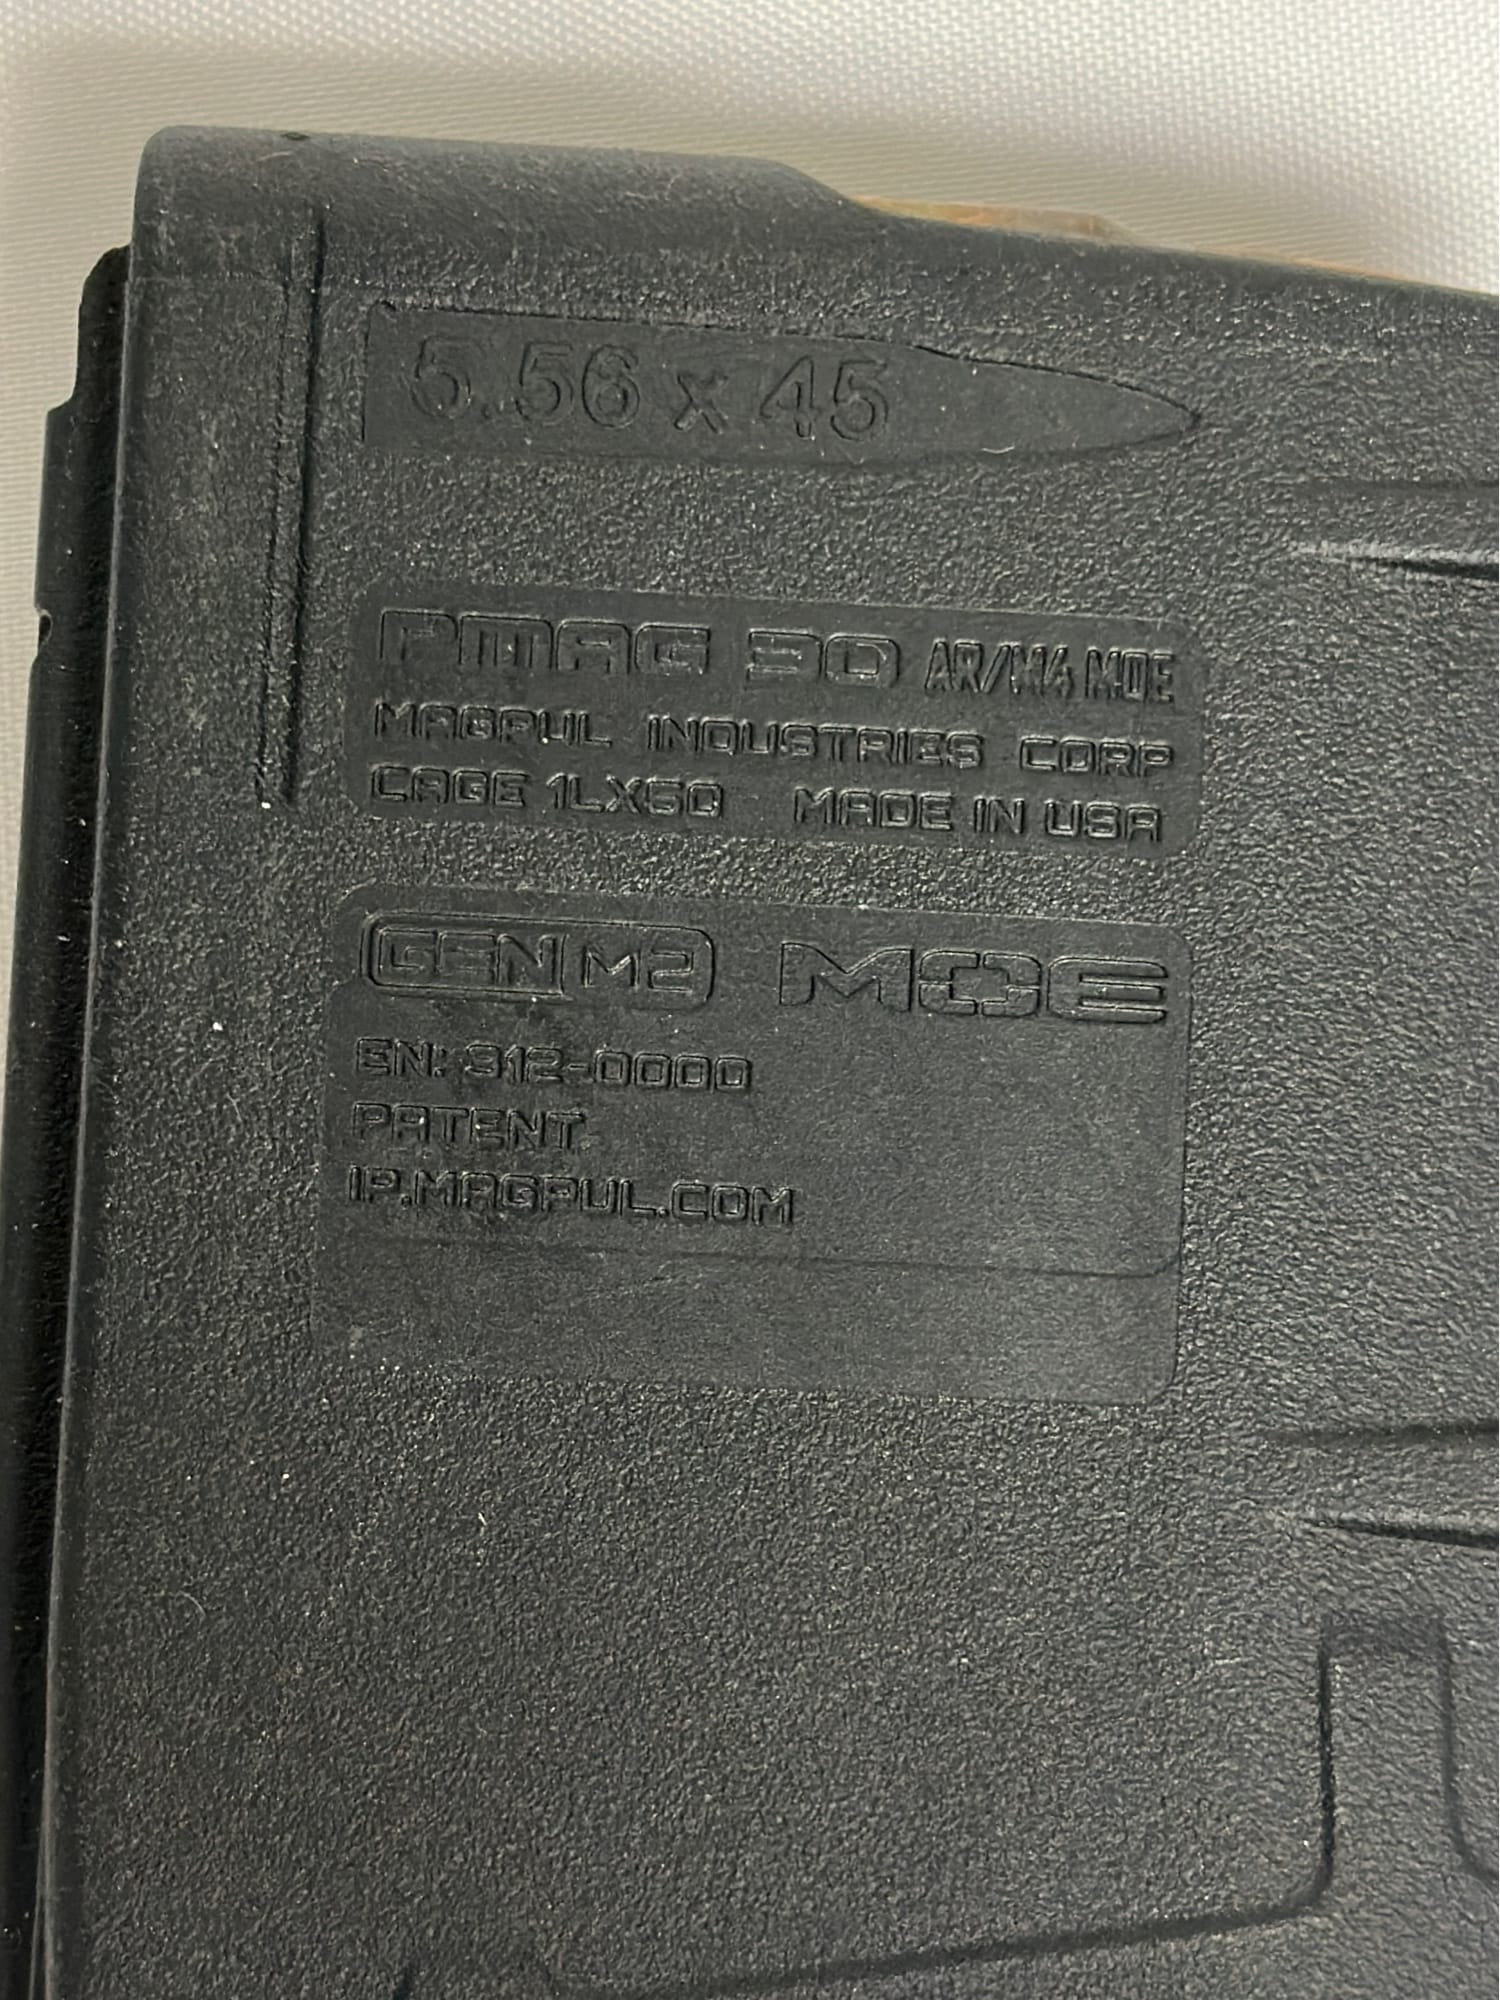 5.56 x 45
PMAG 30 AR/M4 MOE
MAGPUL INDUSTRIES CORP
CAGE 1LX50 MADE IN USA
GEN M2 MOE
EN: 312-0000
PATENT.
IP.MAGPUL.COM